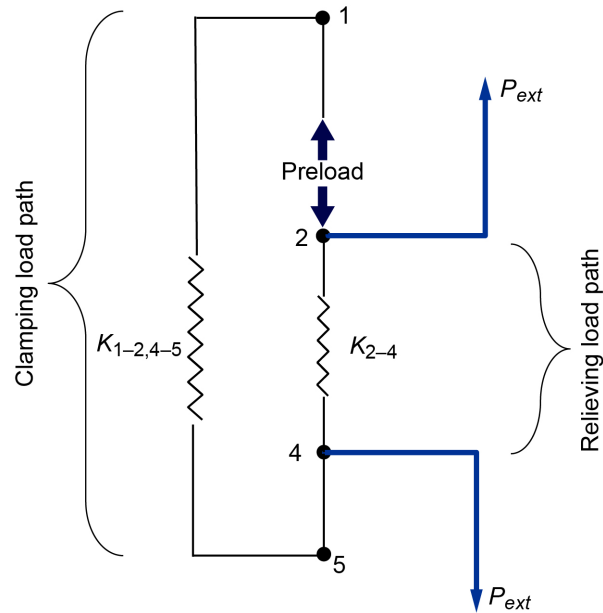 1
P_ext
Preload
2
Clamping load path
K_1–2,4–5
K_2–4
Relieving load path
4
5
P_ext